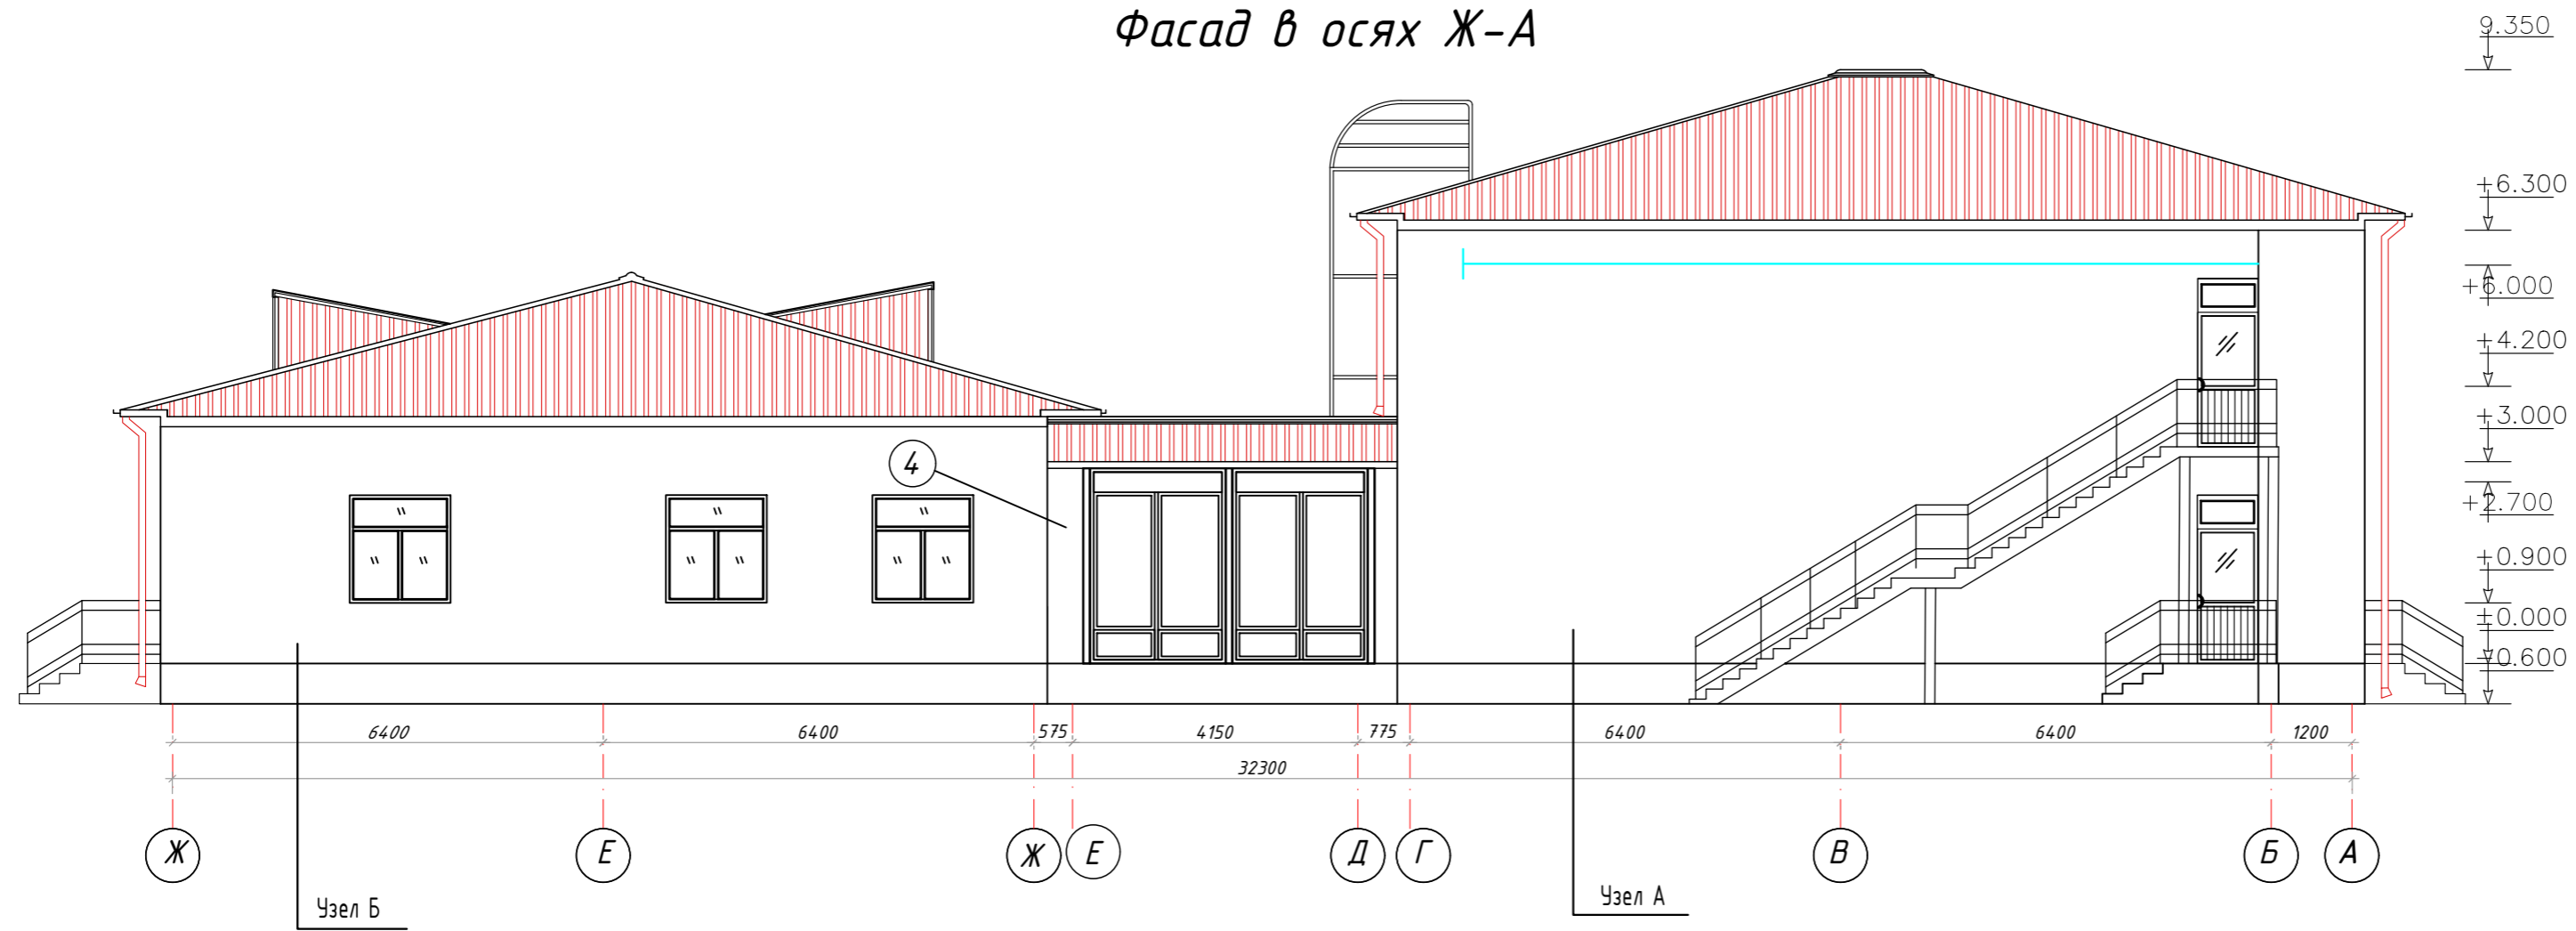 Фасад в осях Ж-А
9.350
+6.300
+6.000
+4.200
+3.000
4
+2.700
+0.900
+0.000
-0.600
6400 6400 575 4150 775 6400 6400 1200
32300
Ж Е Ж Е Д Г В Б А
Узел Б
Узел А